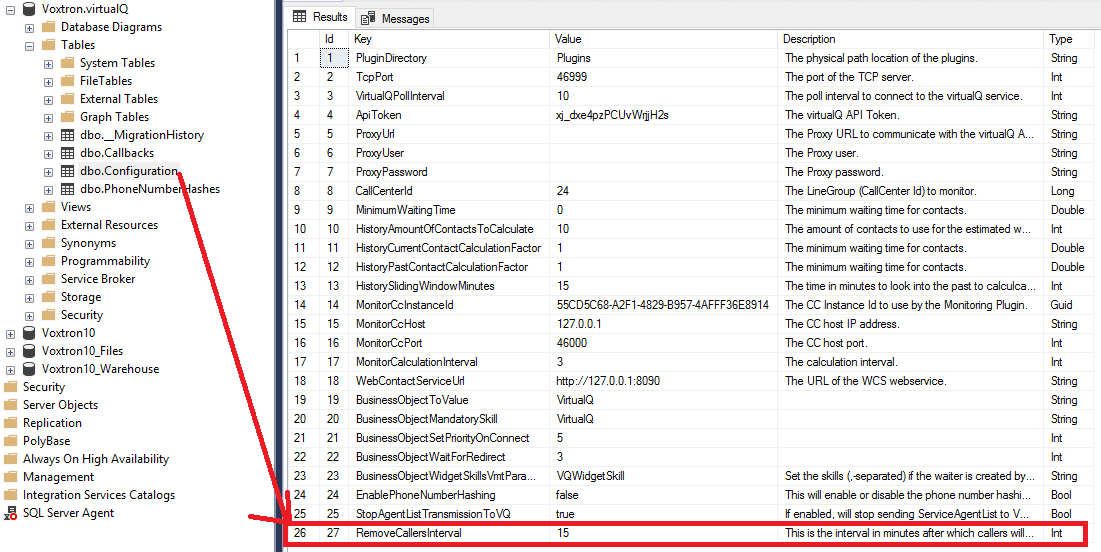 Voxtron.virtualQ
Database Diagrams
Tables
System Tables
FileTables
External Tables
Graph Tables
dbo.__MigrationHistory
dbo.Callbacks
dbo.Configuration
dbo.PhoneNumberHashes
Views
External Resources
Synonyms
Programmability
Service Broker
Storage
Security
Voxtron10
Voxtron10_Files
Voxtron10_Warehouse
Security
Server Objects
Replication
PolyBase
Always On High Availability
Management
Integration Services Catalogs
SQL Server Agent
Results Messages
Id Key Value Description Type
1 1 PluginDirectory Plugins The physical path location of the plugins. String
2 2 TcpPort 46999 The port of the TCP server. Int
3 3 VirtualQPollInterval 10 The poll interval to connect to the virtualQ service. Int
4 4 ApiToken xj_dxe4pzPCUvWrjjH2s The virtualQ API Token. String
5 5 ProxyUrl The Proxy URL to communicate with the virtualQ A... String
6 6 ProxyUser The Proxy user. String
7 7 ProxyPassword The Proxy password. String
8 8 CallCenterId 24 The LineGroup (CallCenter Id) to monitor. Long
9 9 MinimumWaitingTime 0 The minimum waiting time for contacts. Double
10 10 HistoryAmountOfContactsToCalculate 10 The amount of contacts to use for the estimated w... Int
11 11 HistoryCurrentContactCalculationFactor 1 The minimum waiting time for contacts. Double
12 12 HistoryPastContactCalculationFactor 1 The minimum waiting time for contacts. Double
13 13 HistorySlidingWindowMinutes 15 The time in minutes to look into the past to calculca... Int
14 14 MonitorCcInstanceId 55CD5C68-A2F1-4829-B957-4AFFF36E8914 The CC Instance Id to use by the Monitoring Plugin. Guid
15 15 MonitorCcHost 127.0.0.1 The CC host IP address. String
16 16 MonitorCcPort 46000 The CC host port. Int
17 17 MonitorCalculationInterval 3 The calculation interval. Int
18 18 WebContactServiceUrl http://127.0.0.1:8090 The URL of the WCS webservice. String
19 19 BusinessObjectToValue VirtualQ String
20 20 BusinessObjectMandatorySkill VirtualQ String
21 21 BusinessObjectSetPriorityOnConnect 5 Int
22 22 BusinessObjectWaitForRedirect 3 Int
23 23 BusinessObjectWidgetSkillsVmtPara... VQWidgetSkill Set the skills (,-separated) if the waiter is created by... String
24 24 EnablePhoneNumberHashing false This will enable or disable the phone number hashi... Bool
25 25 StopAgentListTransmissionToVQ true If enabled, will stop sending ServiceAgentList to V... Bool
26 27 RemoveCallersInterval 15 This is the interval in minutes after which callers will... Int